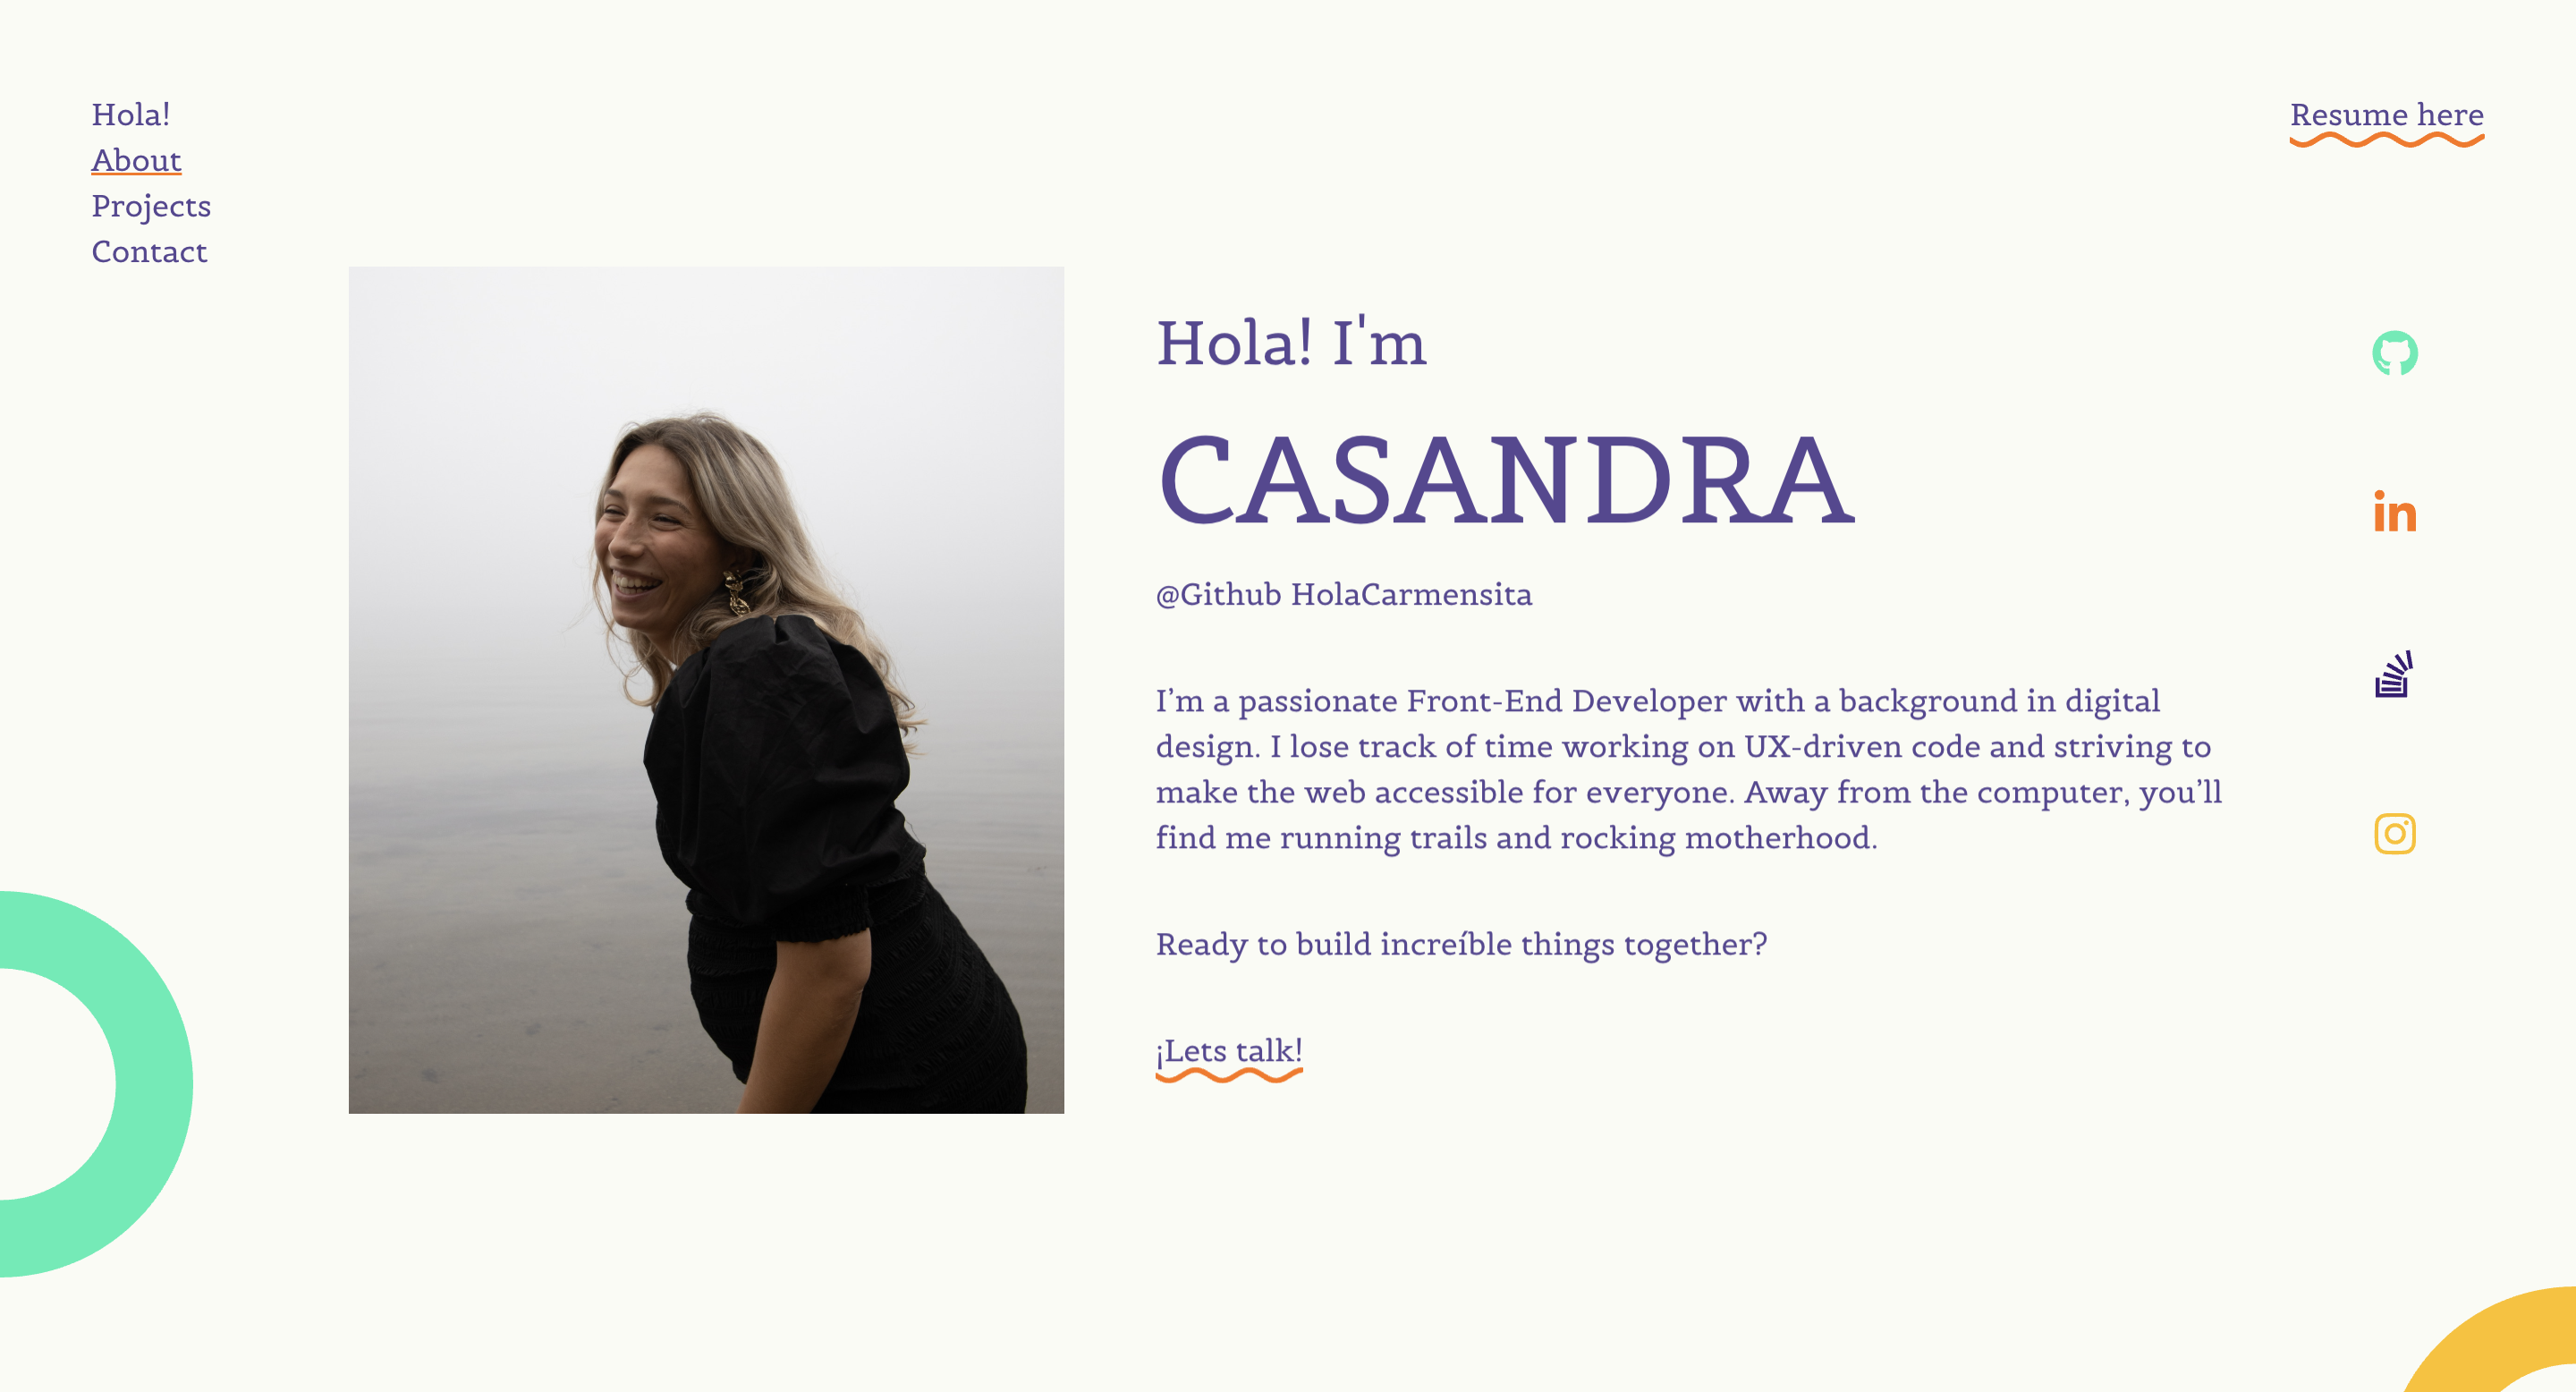 Hola!
About
Projects
Contact
Resume here
Hola! I'm
CASANDRA
@Github HolaCarmensita
I’m a passionate Front-End Developer with a background in digital
design. I lose track of time working on UX-driven code and striving to
make the web accessible for everyone. Away from the computer, you’ll
find me running trails and rocking motherhood.
Ready to build increíble things together?
¡Lets talk!
in